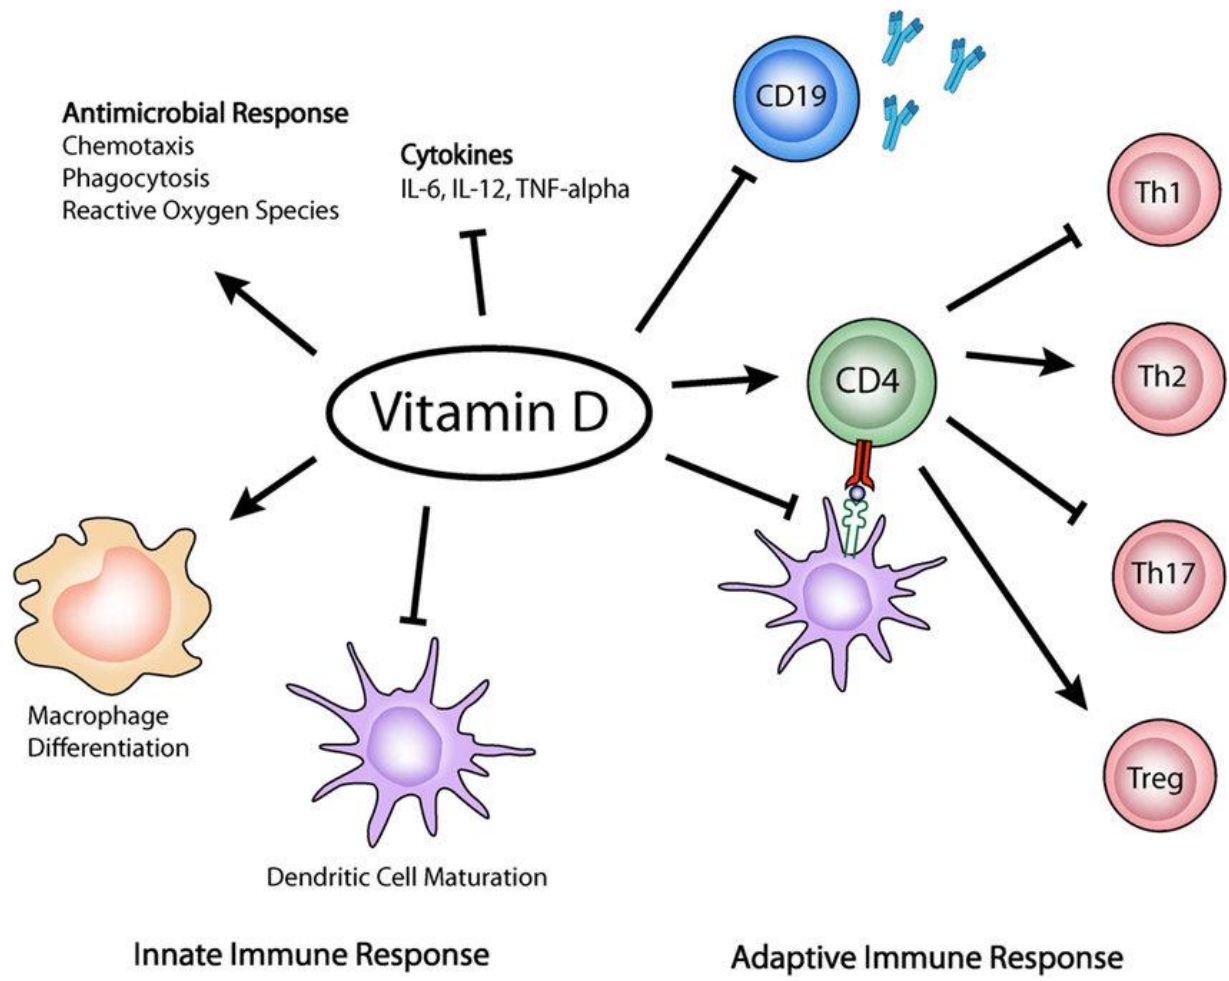 Antimicrobial Response
Chemotaxis
Phagocytosis
Reactive Oxygen Species
Cytokines
IL-6, IL-12, TNF-alpha
CD19
Th1
Vitamin D
CD4
Th2
Th17
Macrophage
Differentiation
Treg
Dendritic Cell Maturation
Innate Immune Response
Adaptive Immune Response